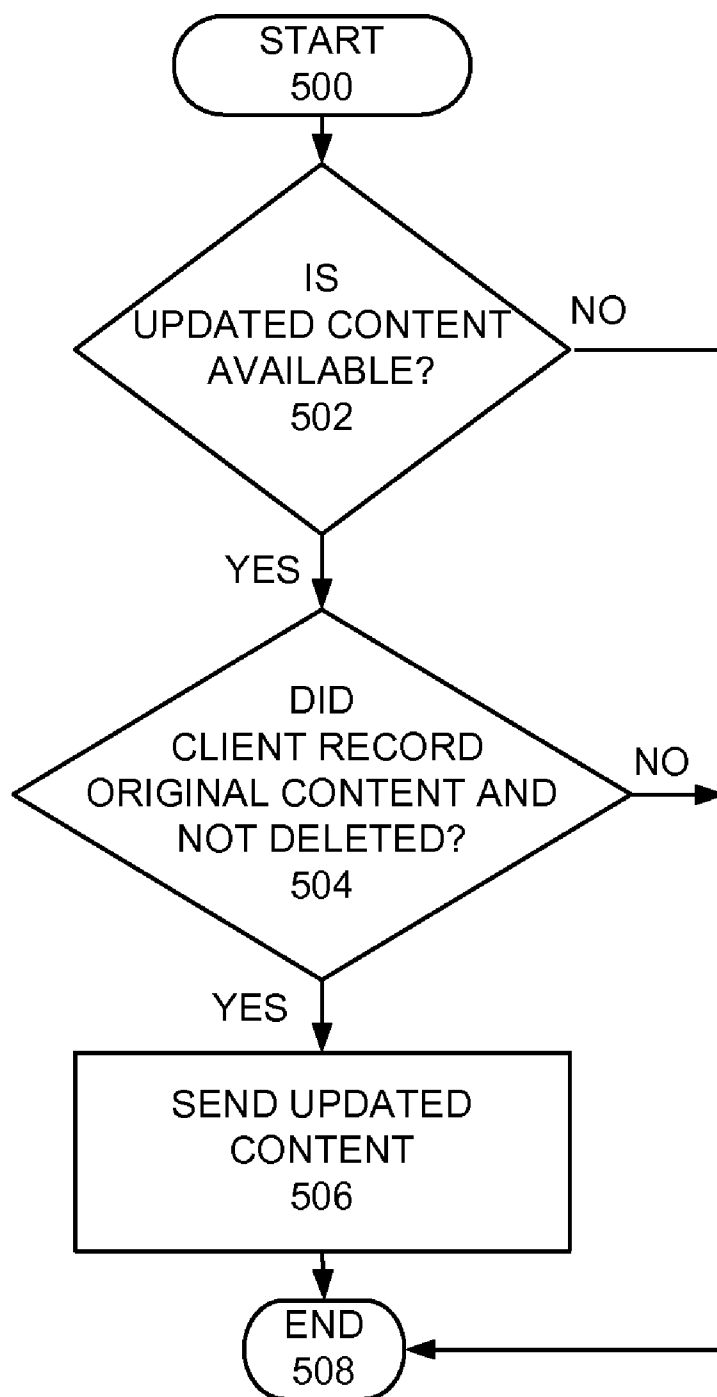 START
500
IS
UPDATED CONTENT
AVAILABLE?
502
NO
YES
DID
CLIENT RECORD
ORIGINAL CONTENT AND
NOT DELETED?
504
NO
YES
SEND UPDATED
CONTENT
506
END
508